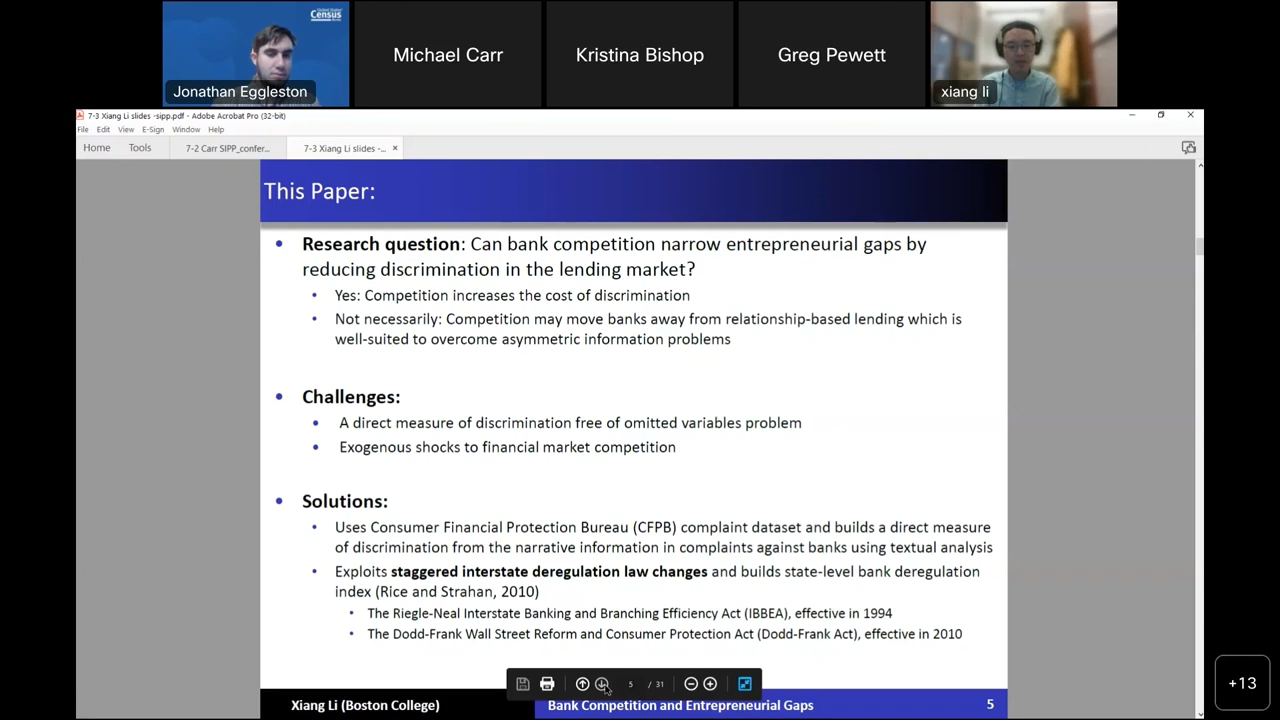 United States
Census
Bureau
Jonathan Eggleston
Michael Carr
Kristina Bishop
Greg Pewett
xiang li
7-3 Xiang Li slides -sipp.pdf - Adobe Acrobat Pro (32-bit)
File Edit View E-Sign Window Help
Home Tools 7-2 Carr SIPP_confer... 7-3 Xiang Li slides -... ×
This Paper:
• Research question: Can bank competition narrow entrepreneurial gaps by
reducing discrimination in the lending market?
• Yes: Competition increases the cost of discrimination
• Not necessarily: Competition may move banks away from relationship-based lending which is
well-suited to overcome asymmetric information problems
• Challenges:
• A direct measure of discrimination free of omitted variables problem
• Exogenous shocks to financial market competition
• Solutions:
• Uses Consumer Financial Protection Bureau (CFPB) complaint dataset and builds a direct measure
of discrimination from the narrative information in complaints against banks using textual analysis
• Exploits staggered interstate deregulation law changes and builds state-level bank deregulation
index (Rice and Strahan, 2010)
• The Riegle-Neal Interstate Banking and Branching Efficiency Act (IBBEA), effective in 1994
• The Dodd-Frank Wall Street Reform and Consumer Protection Act (Dodd-Frank Act), effective in 2010
5 / 31
Xiang Li (Boston College) Bank Competition and Entrepreneurial Gaps 5
+13